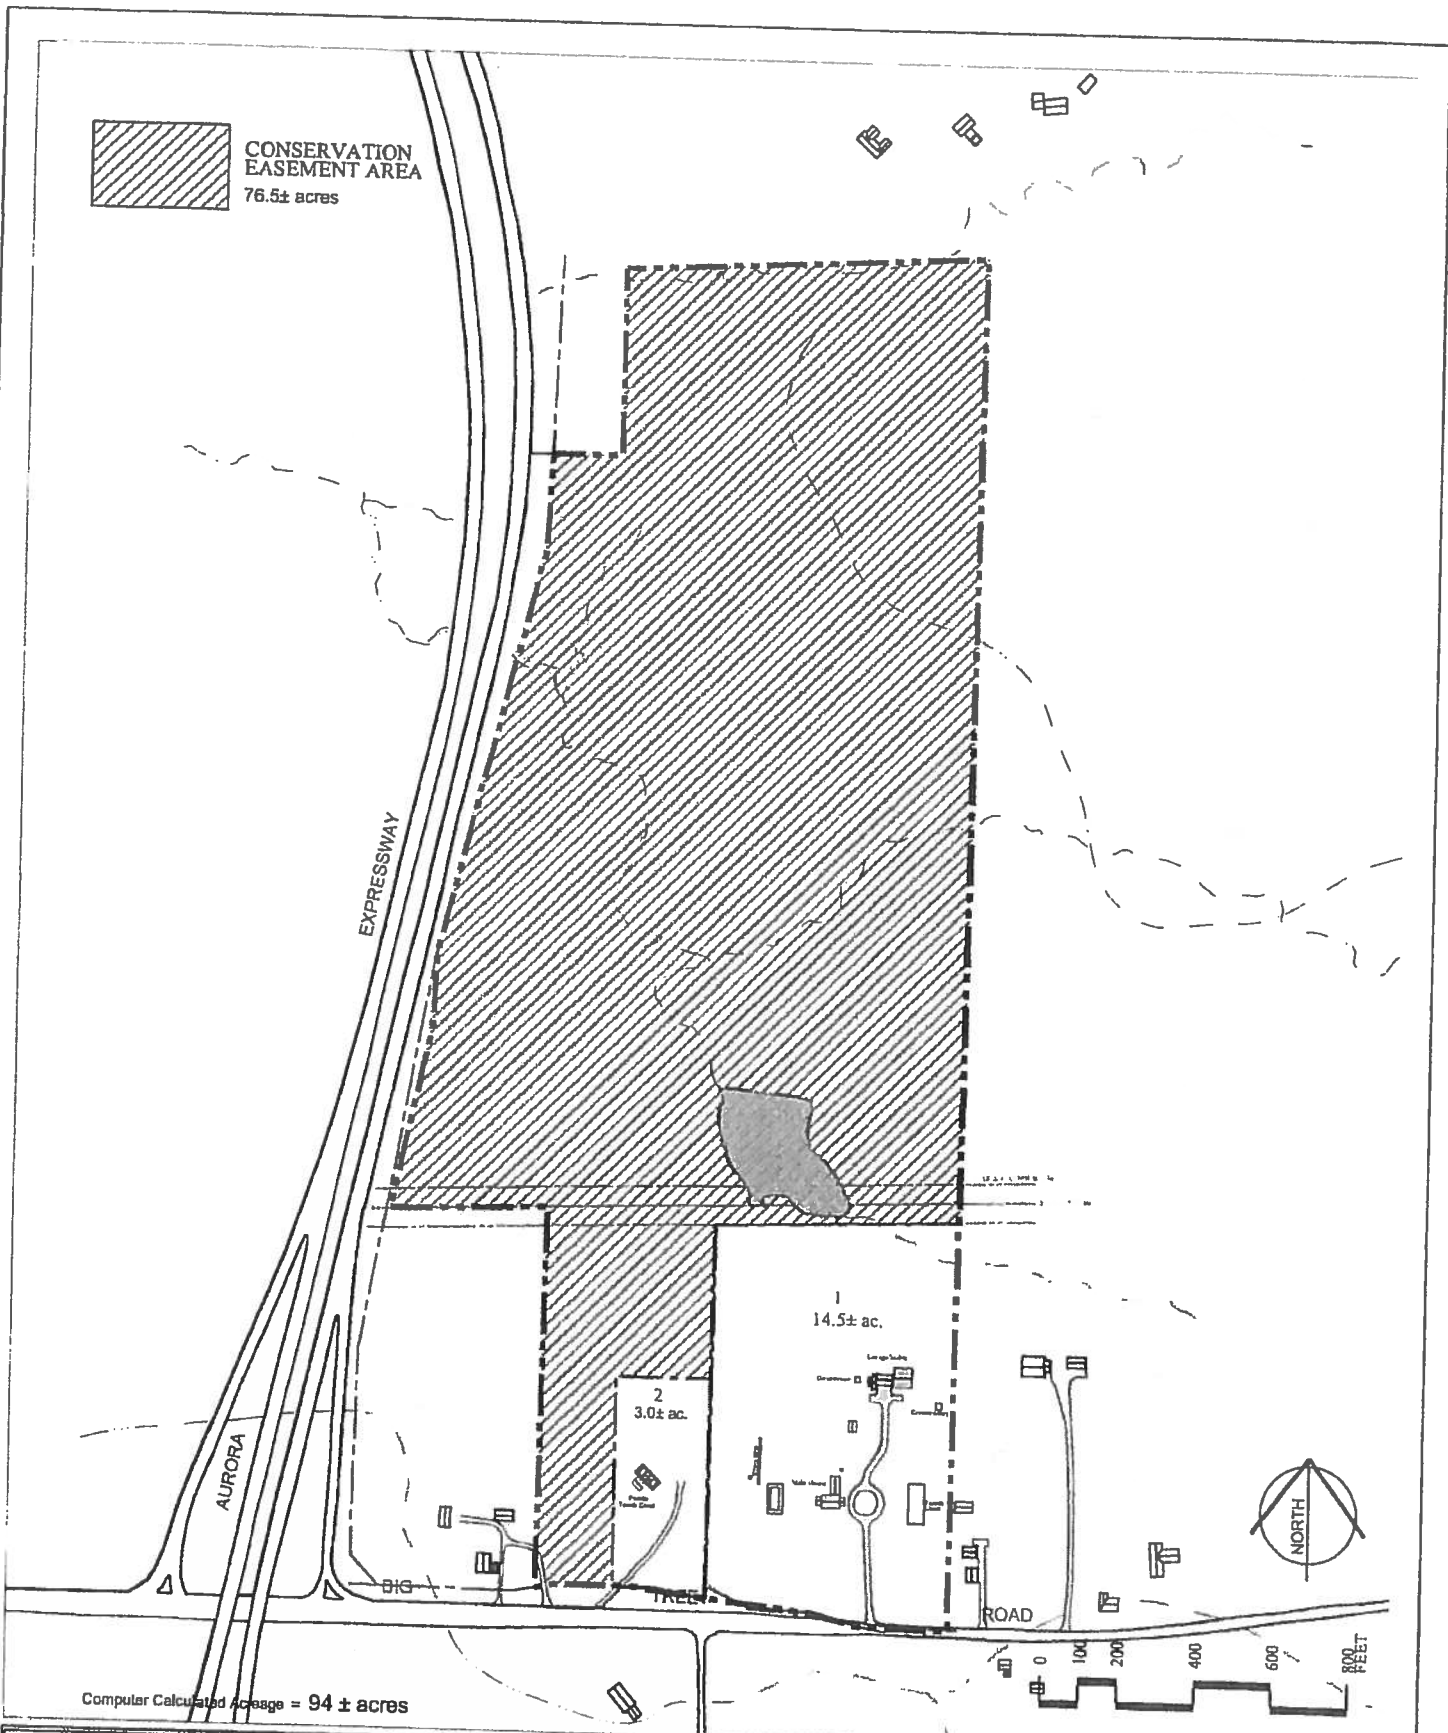 CONSERVATION
EASEMENT AREA
76.5± acres
EXPRESSWAY
1
14.5± ac.
2
3.0± ac.
AURORA
NORTH
BIG
TREE
ROAD
0
100
200
400
600
800
FEET
Computer Calculated Acreage = 94 ± acres